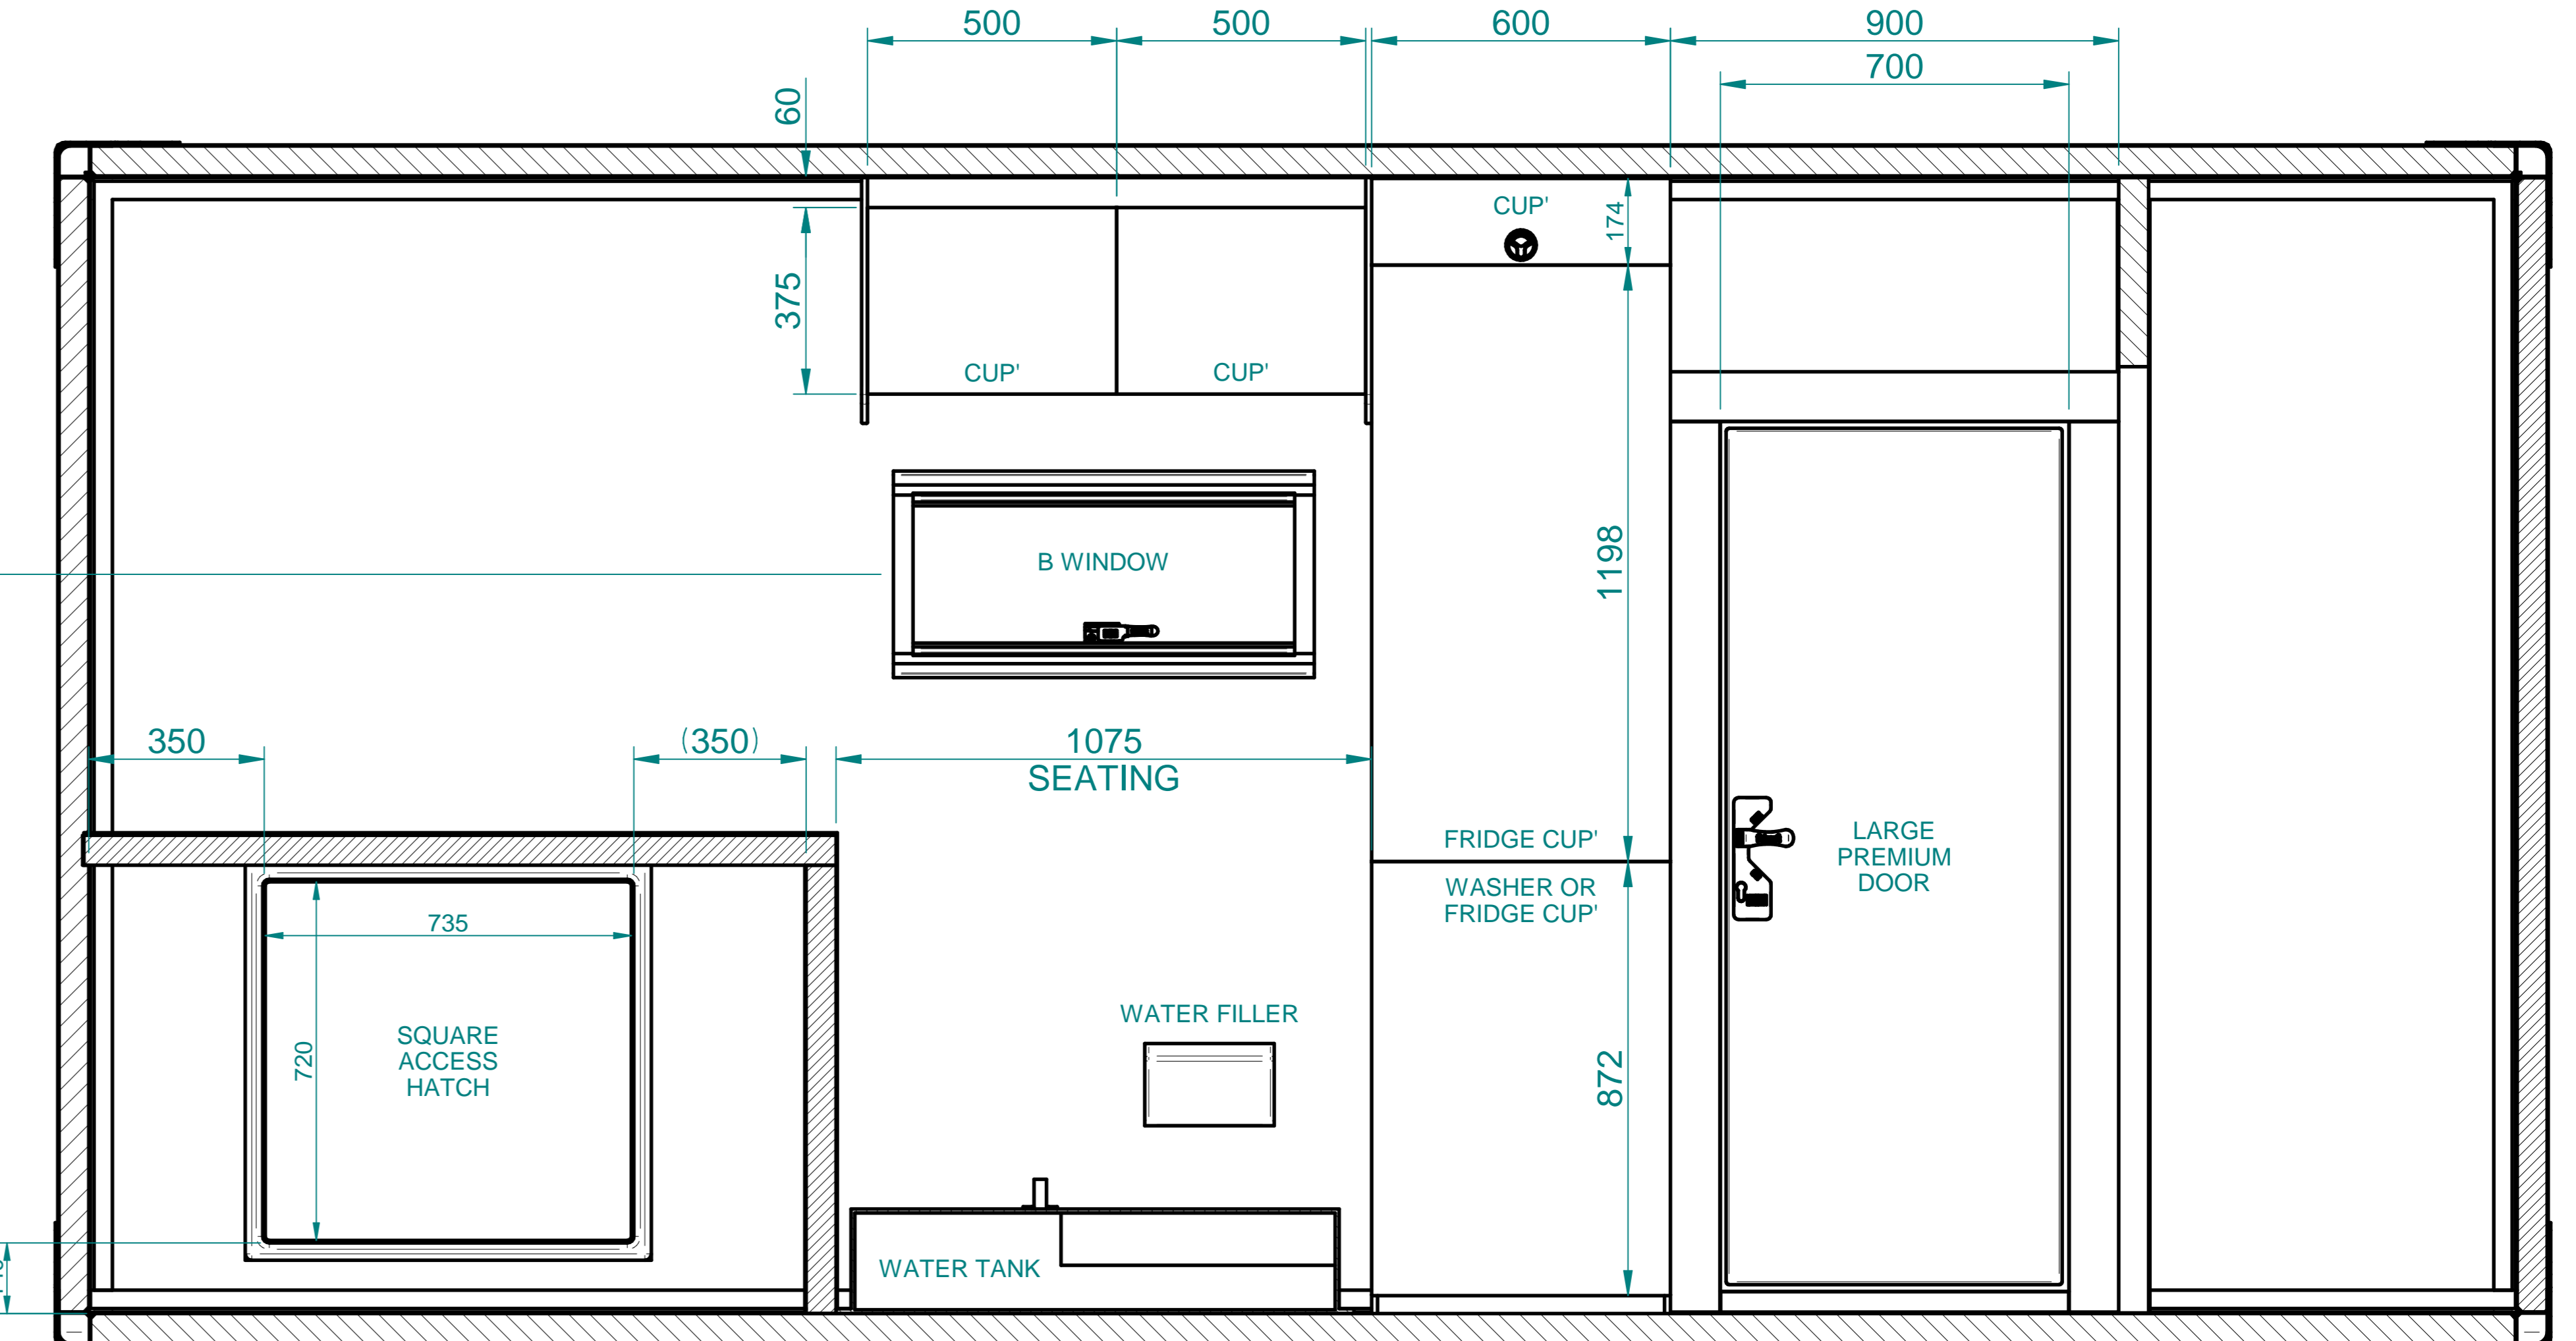 500
500
600
900
700
60
CUP'
174
375
CUP'
CUP'
B WINDOW
1198
350
(350)
1075
SEATING
FRIDGE CUP'
WASHER OR
FRIDGE CUP'
LARGE
PREMIUM
DOOR
735
720
SQUARE
ACCESS
HATCH
WATER FILLER
872
WATER TANK